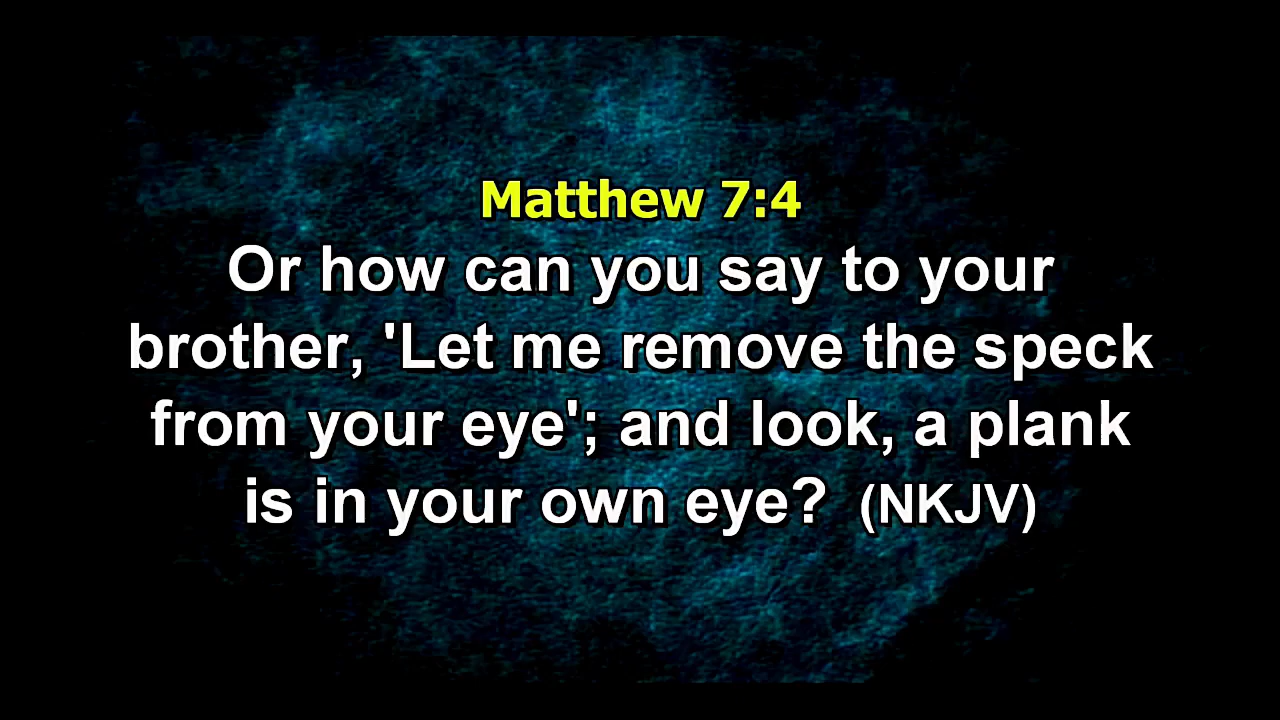 Matthew 7:4
Or how can you say to your
brother, 'Let me remove the speck
from your eye'; and look, a plank
is in your own eye? (NKJV)